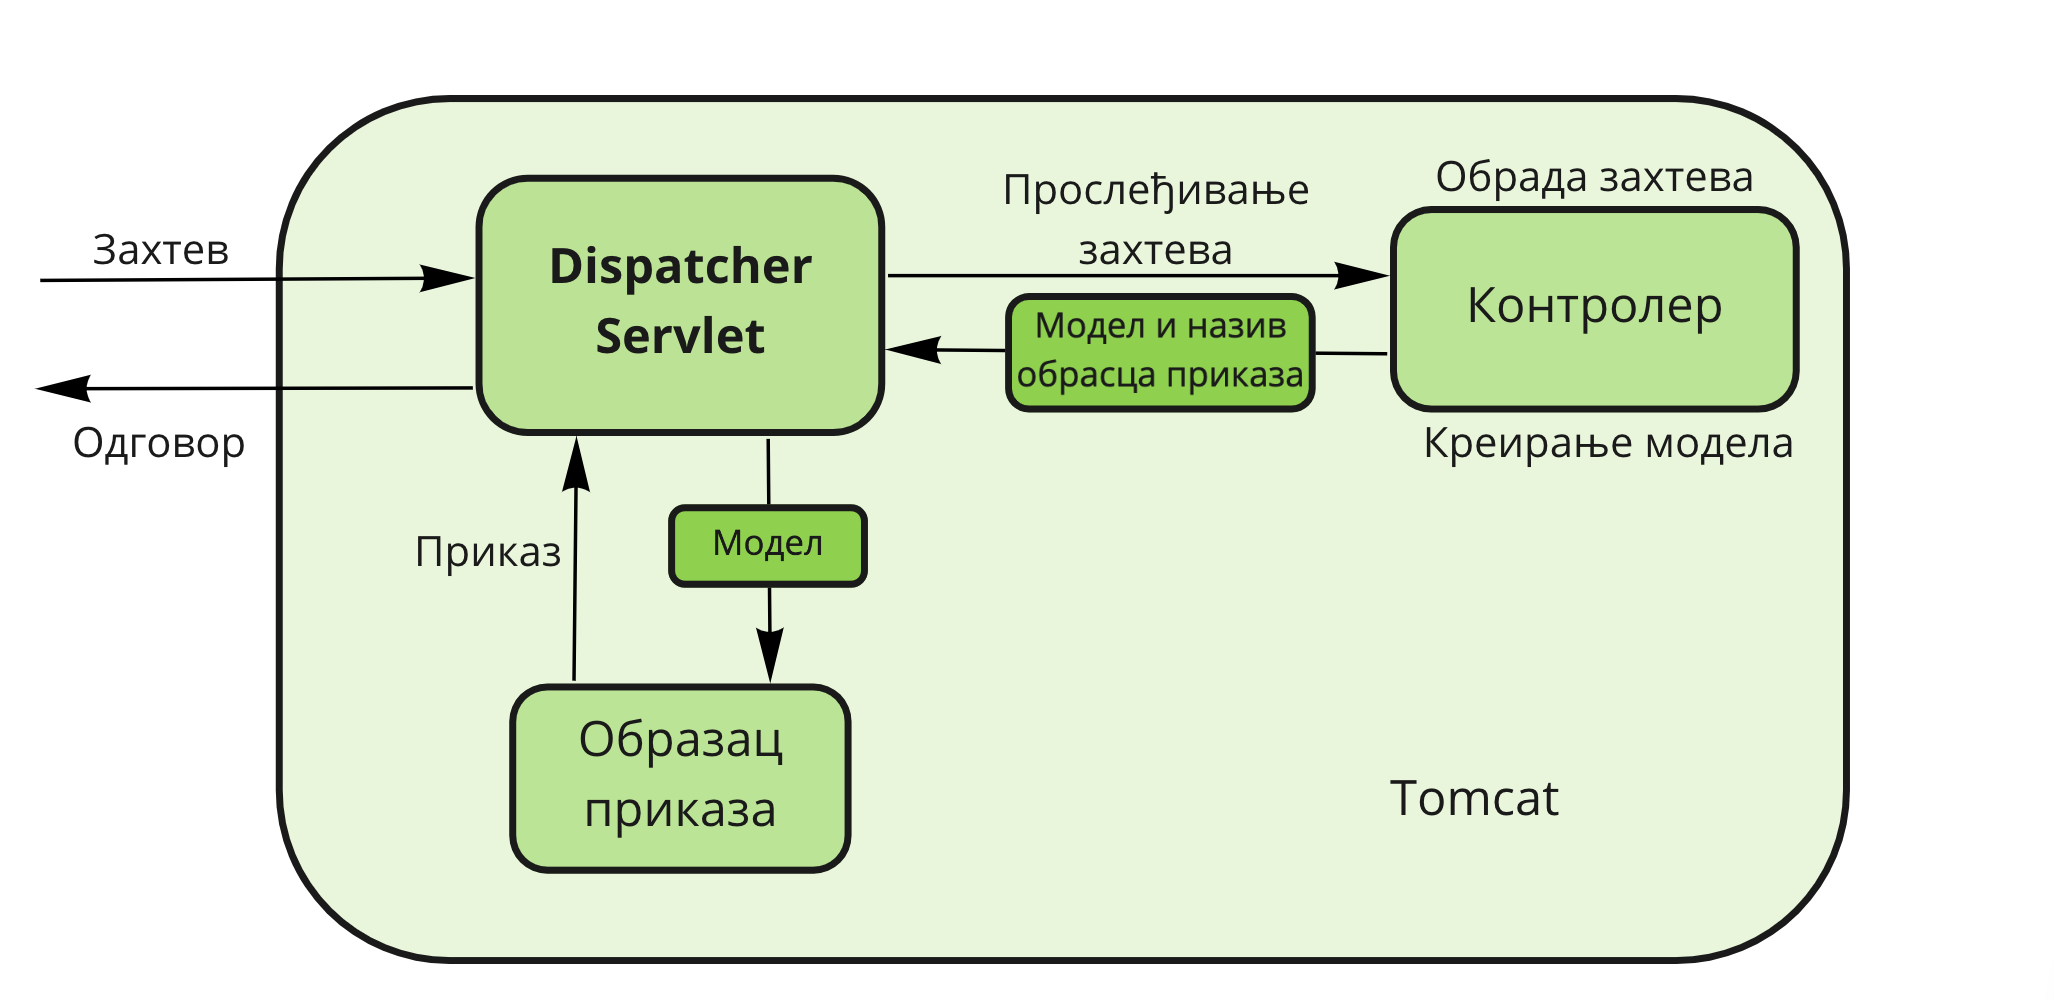 Захтев
Одговор
Dispatcher
Servlet
Прослеђивање
захтева
Модел и назив
обрасца приказа
Обрада захтева
Контролер
Креирање модела
Приказ
Модел
Образац
приказа
Tomcat